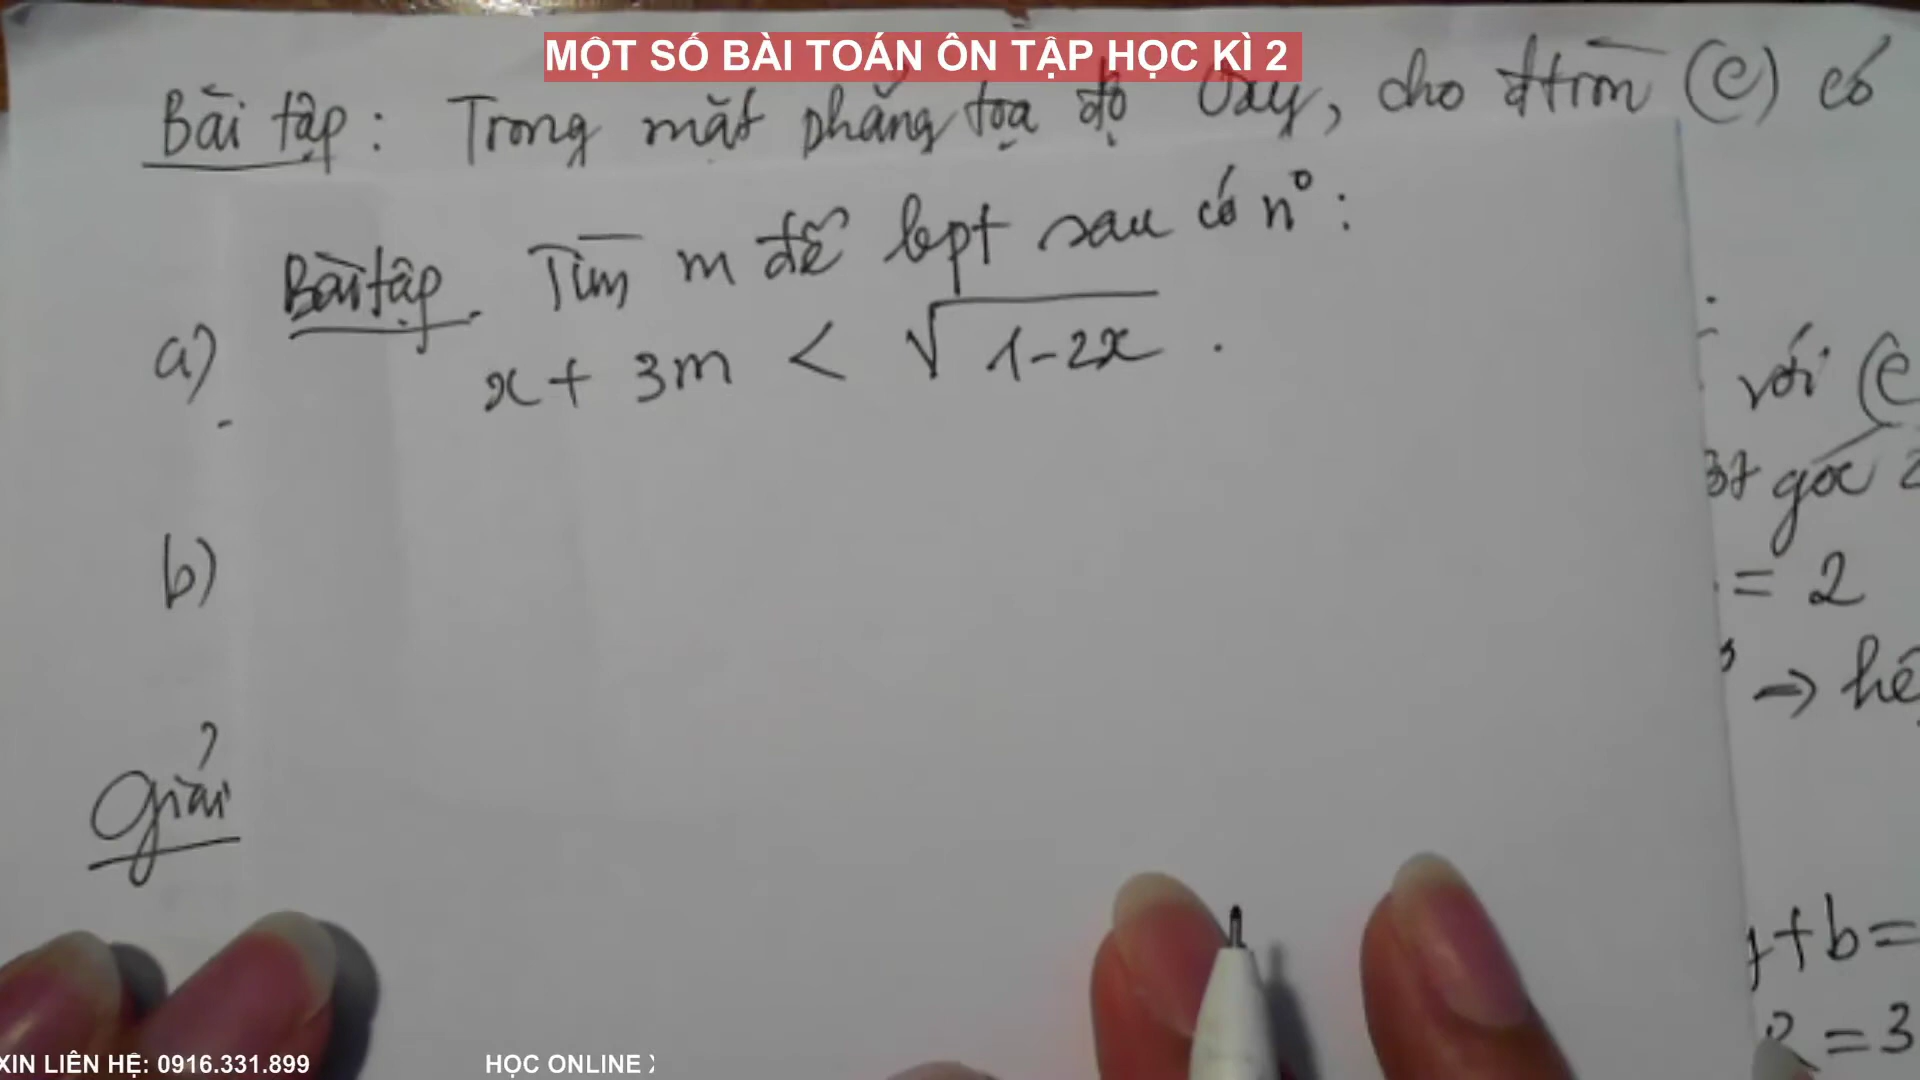 MỘT SỐ BÀI TOÁN ÔN TẬP HỌC KÌ 2
Bài tập: Trong mặt phẳng tọa độ Oxy, cho đtròn (C) có
Bài tập. Tìm m để bpt sau có nº:
a)
x + 3m < √1-2x .
với (C
góc
b)
= 2
→ hệ
Giải
+b=
R = 3
XIN LIÊN HỆ: 0916.331.899
HỌC ONLINE